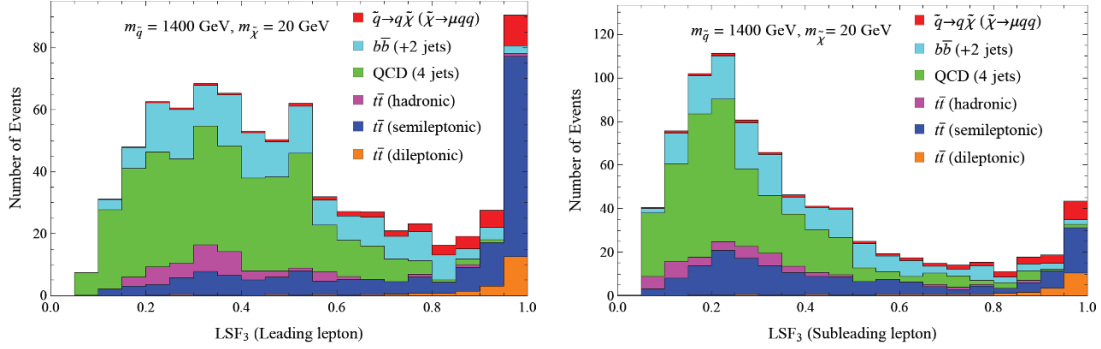 m_q̃ = 1400 GeV, m_χ̃ = 20 GeV
q̃→qχ̃ (χ̃→μqq)
bb̄ (+2 jets)
QCD (4 jets)
tt̄ (hadronic)
tt̄ (semileptonic)
tt̄ (dileptonic)
Number of Events
80
60
40
20
0
0.0 0.2 0.4 0.6 0.8 1.0
LSF₃ (Leading lepton)
m_q̃ = 1400 GeV, m_χ̃ = 20 GeV
q̃→qχ̃ (χ̃→μqq)
bb̄ (+2 jets)
QCD (4 jets)
tt̄ (hadronic)
tt̄ (semileptonic)
tt̄ (dileptonic)
Number of Events
120
100
80
60
40
20
0
0.0 0.2 0.4 0.6 0.8 1.0
LSF₃ (Subleading lepton)